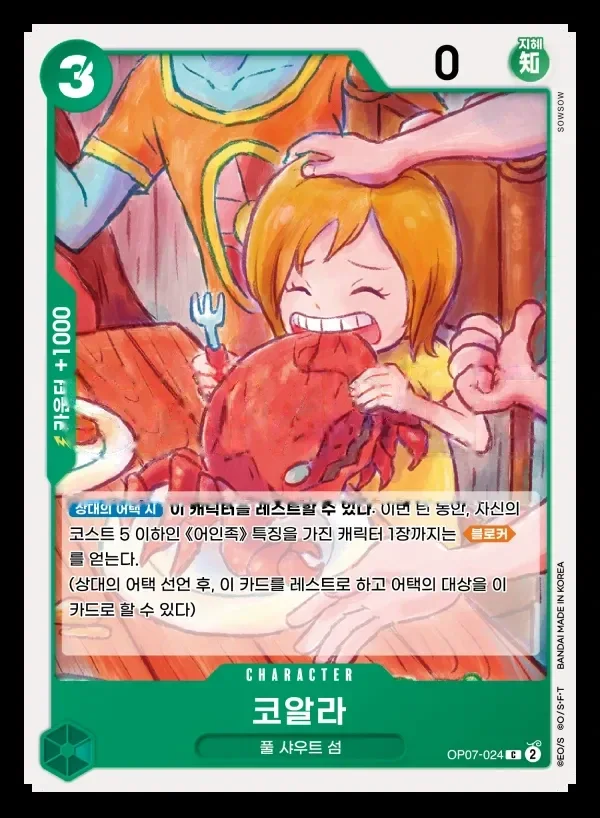 3
0
지혜
知
SOWSOW
카운터 +1000
상대의 어택 시 이 캐릭터를 레스트할 수 있다: 이번 턴 동안, 자신의
코스트 5 이하인 《어인족》 특징을 가진 캐릭터 1장까지는 블로커
를 얻는다.
(상대의 어택 선언 후, 이 카드를 레스트로 하고 어택의 대상을 이
카드로 할 수 있다)
CHARACTER
코알라
풀 샤우트 섬
OP07-024 C 2
©EO/S ©O/S·F·T BANDAI MADE IN KOREA